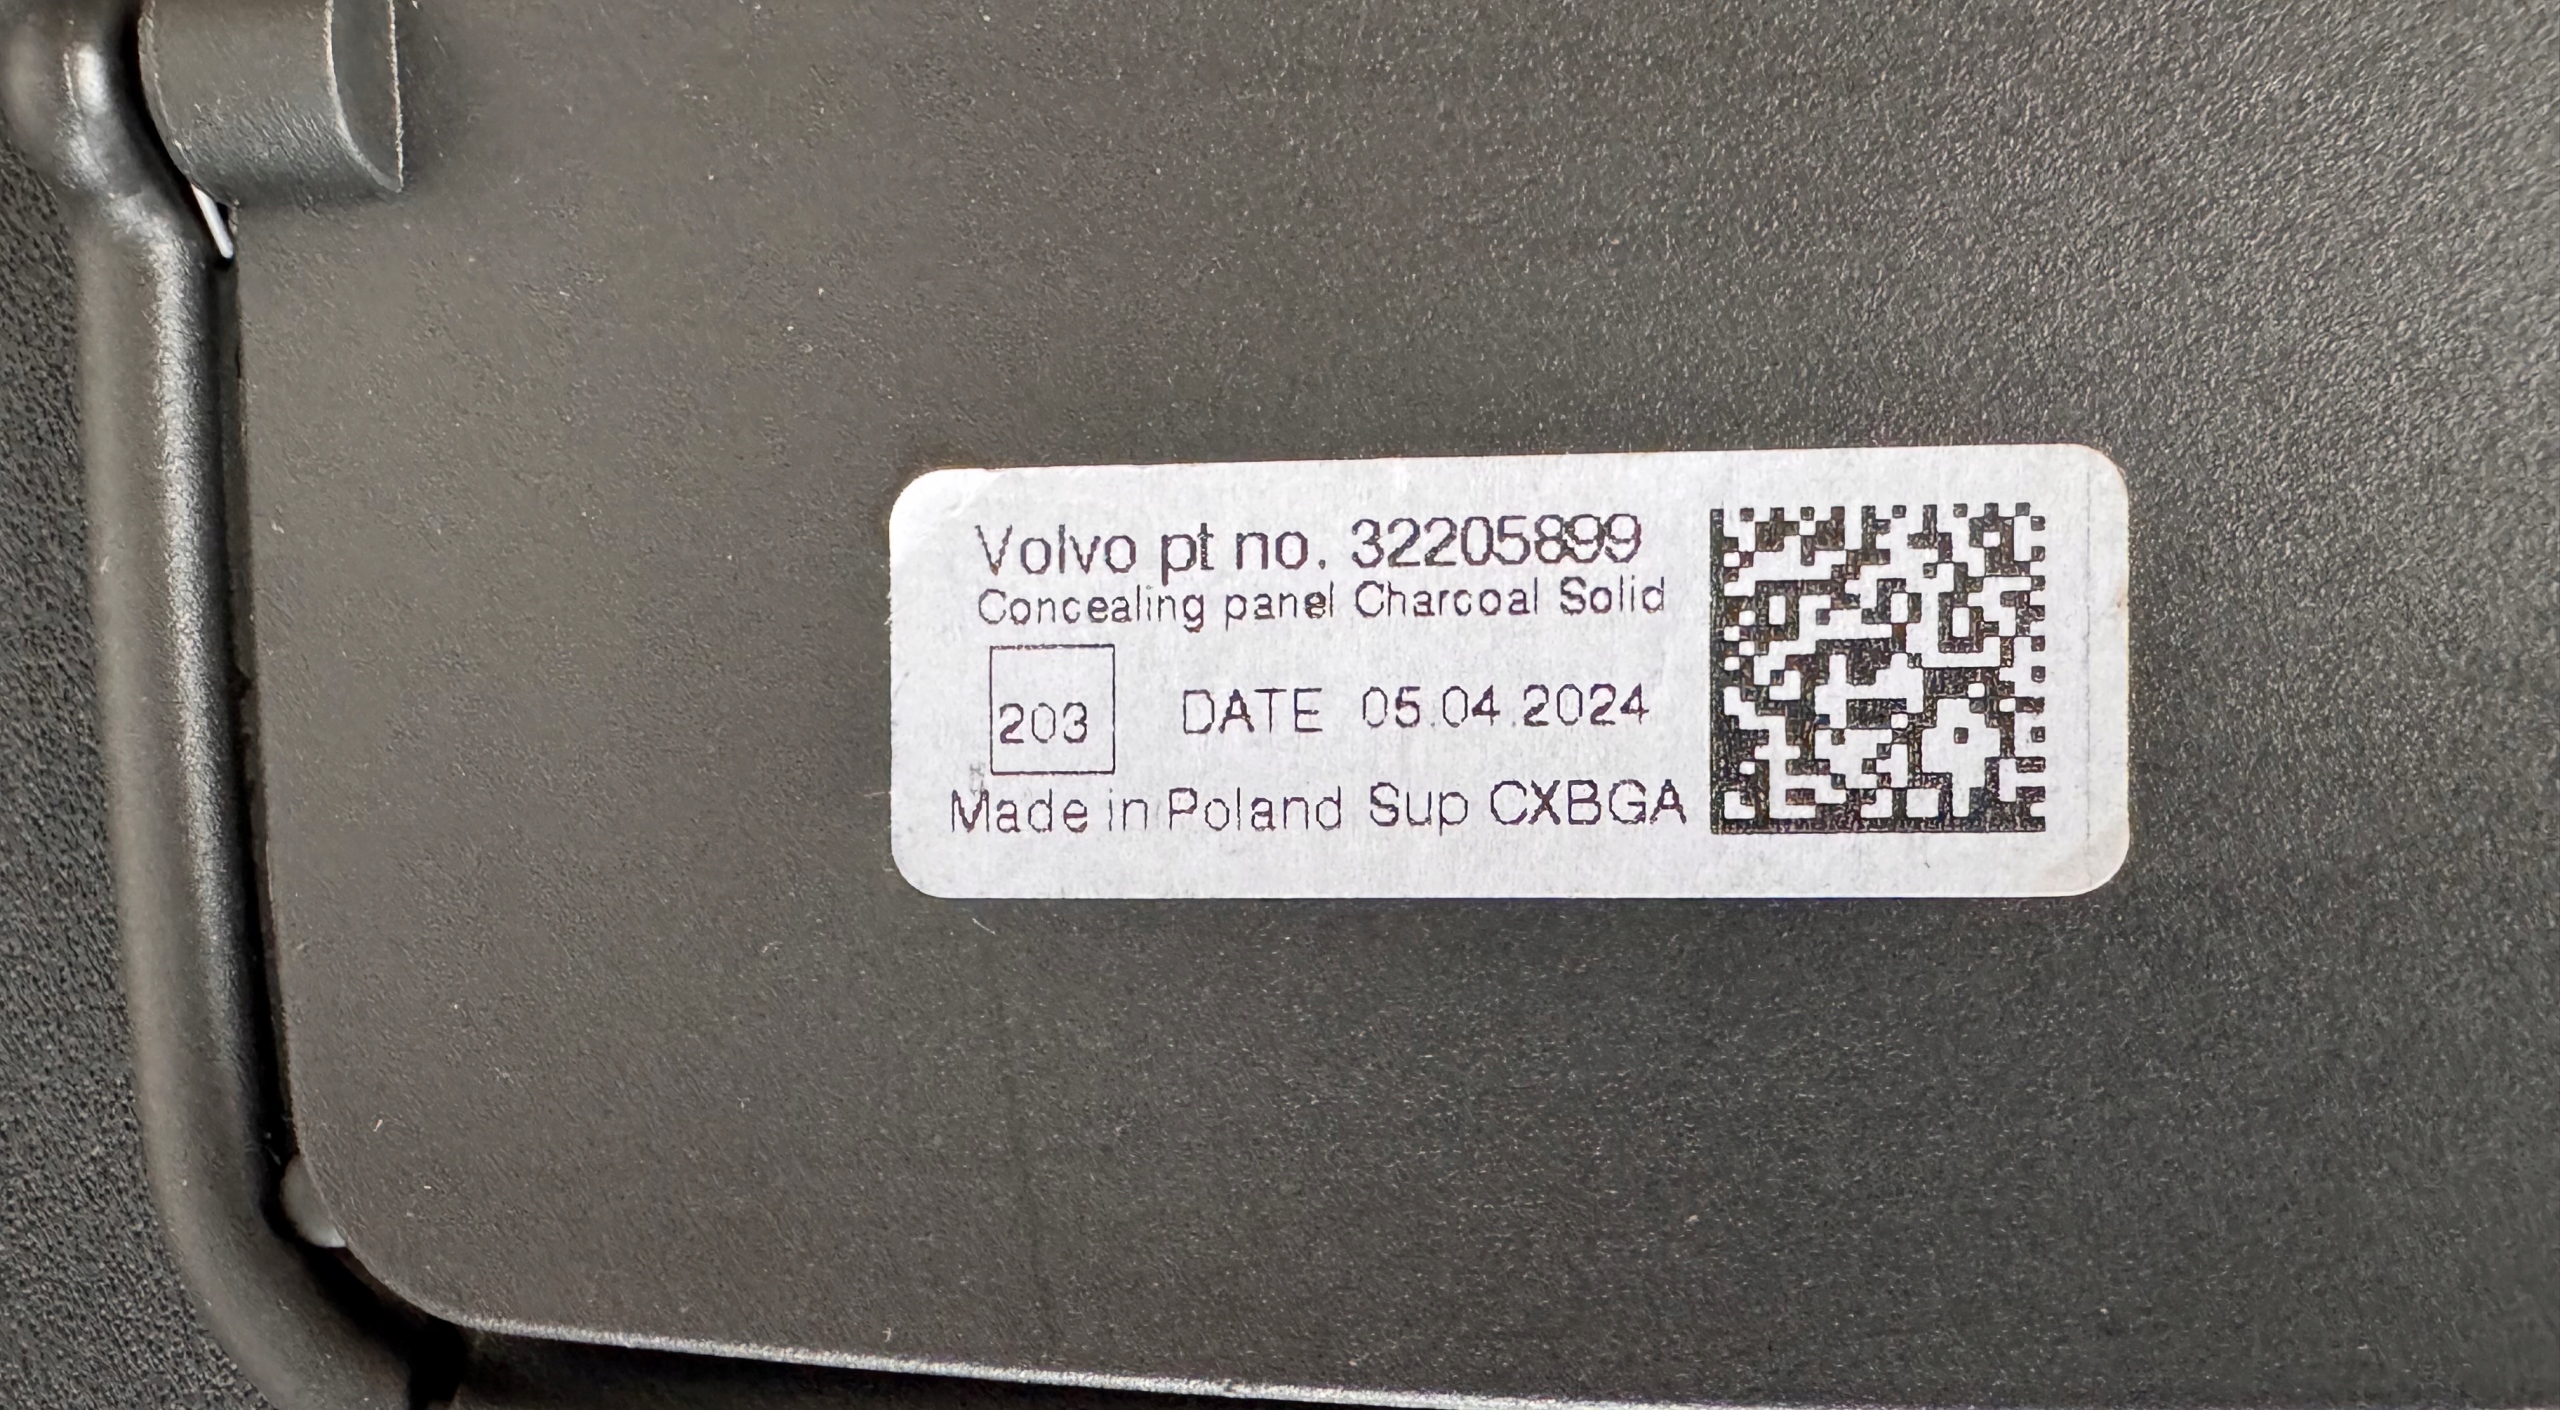 Volvo pt no. 32205899
Concealing panel Charcoal Solid
203 DATE 05.04.2024
Made in Poland Sup CXBGA